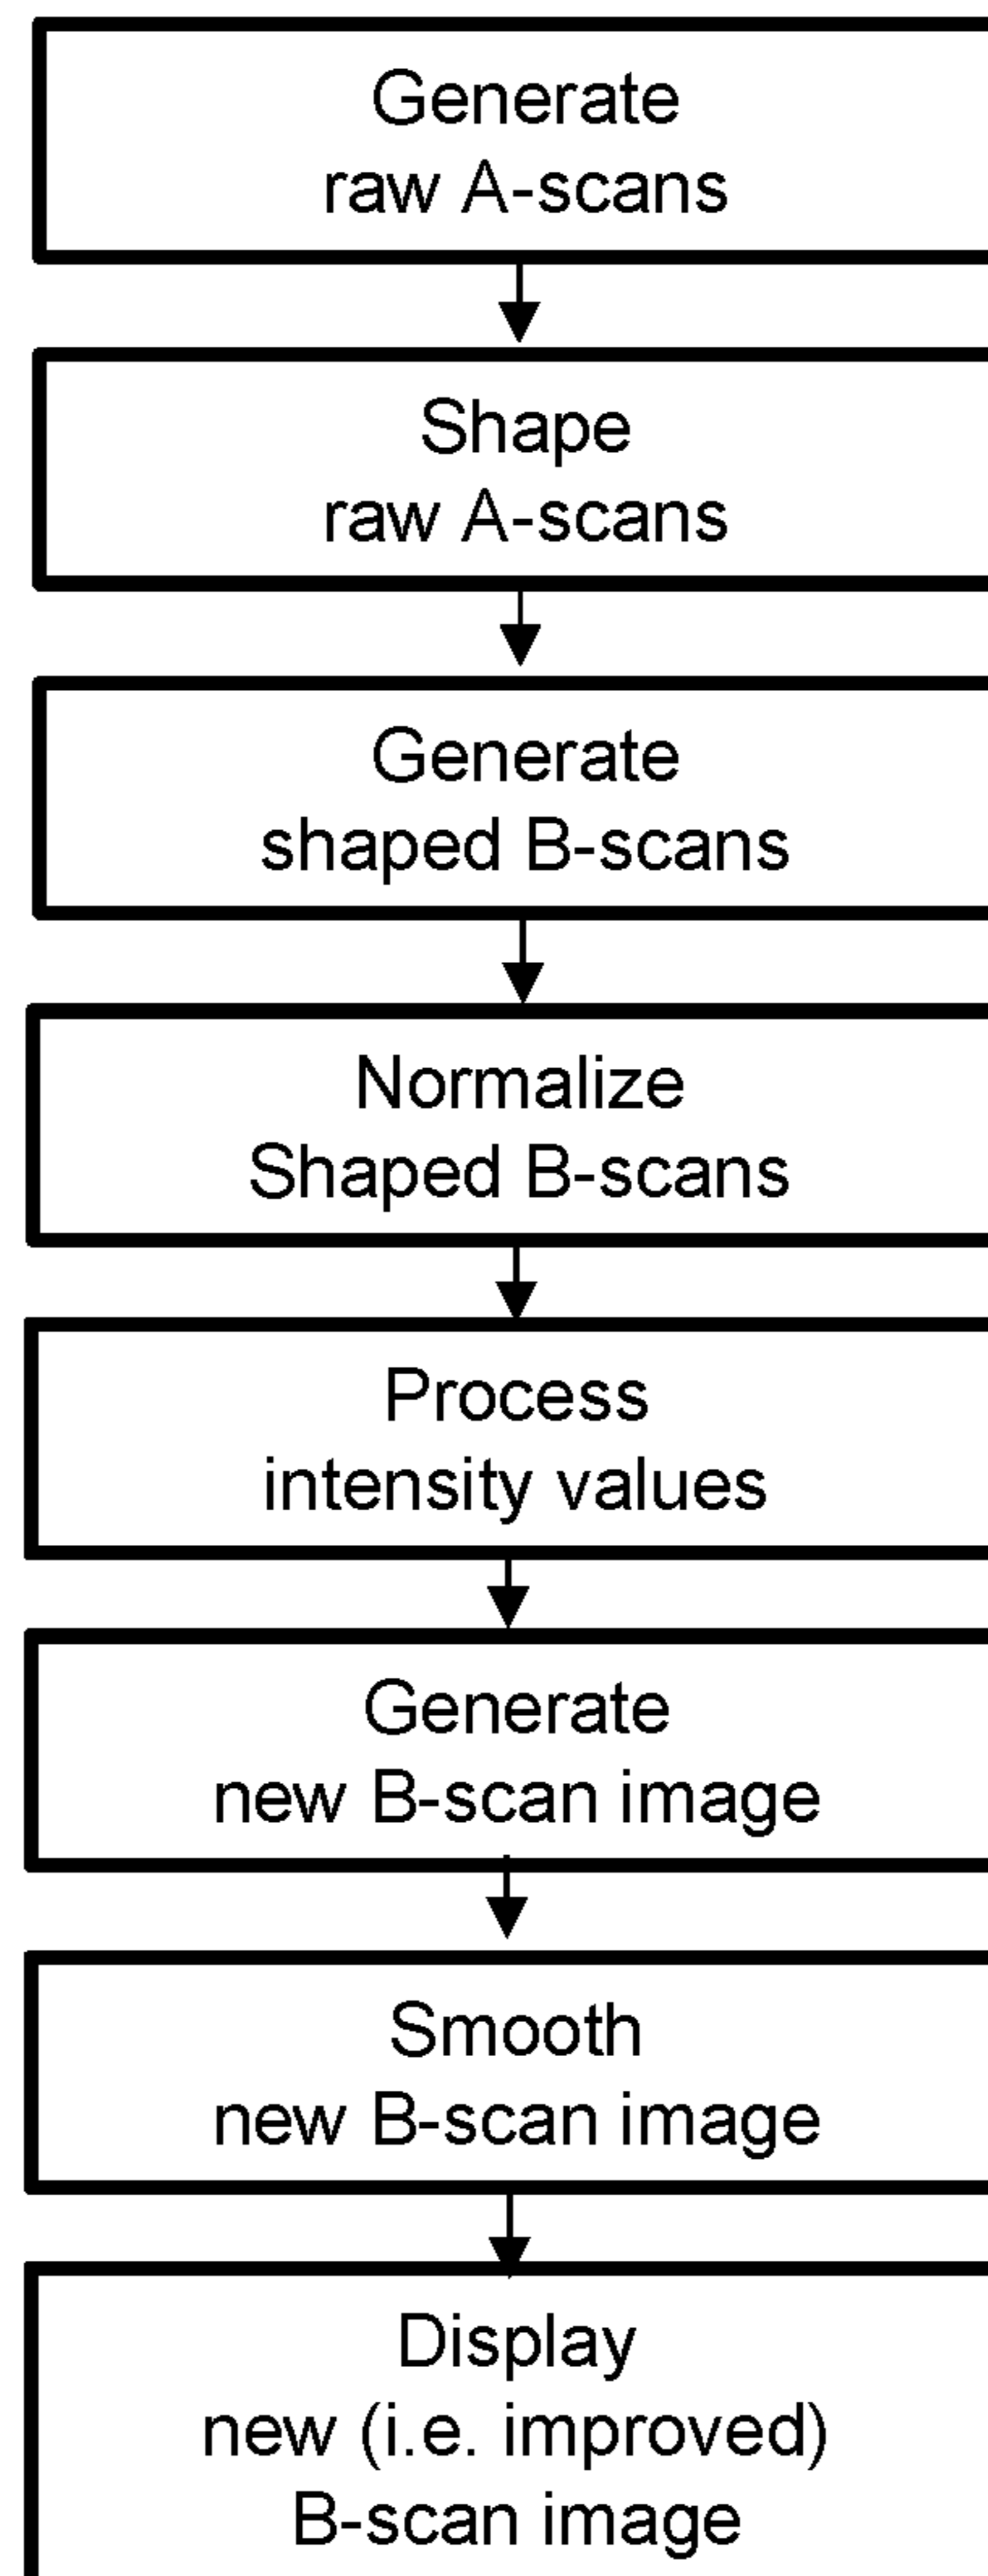 Generate
raw A-scans
Shape
raw A-scans
Generate
shaped B-scans
Normalize
Shaped B-scans
Process
intensity values
Generate
new B-scan image
Smooth
new B-scan image
Display
new (i.e. improved)
B-scan image